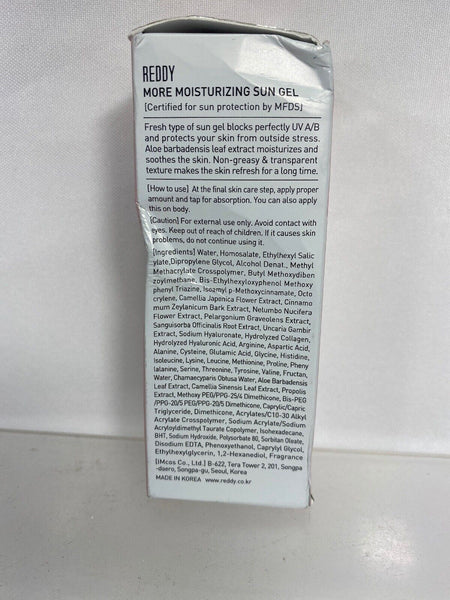 REDDY
MORE MOISTURIZING SUN GEL
[Certified for sun protection by MFDS]
Fresh type of sun gel blocks perfectly UV A/B
and protects your skin from outside stress.
Aloe barbadensis leaf extract moisturizes and
soothes the skin. Non-greasy & transparent
texture makes the skin refresh for a long time.
[How to use] At the final skin care step, apply proper
amount and tap for absorption. You can also apply
this on body.
[Caution] For external use only. Avoid contact with
eyes. Keep out of reach of children. If it causes skin
problems, do not continue using it.
[Ingredients] Water, Homosalate, Ethylhexyl Salic
ylate,Dipropylene Glycol, Alcohol Denat., Methyl
Methacrylate Crosspolymer, Butyl Methoxydiben
zoylmethane, Bis-Ethylhexyloxyphenol Methoxy
phenyl Triazine, Isoamyl p-Methoxycinnamate, Octo
crylene, Camellia Japonica Flower Extract, Cinnamo
mum Zeylanicum Bark Extract, Nelumbo Nucifera
Flower Extract, Pelargonium Graveolens Extract,
Sanguisorba Officinalis Root Extract, Uncaria Gambir
Extract, Sodium Hyaluronate, Hydrolyzed Collagen,
Hydrolyzed Hyaluronic Acid, Arginine, Aspartic Acid,
Alanine, Cysteine, Glutamic Acid, Glycine, Histidine,
Isoleucine, Lysine, Leucine, Methionine, Proline, Pheny
lalanine, Serine, Threonine, Tyrosine, Valine, Fructan,
Water, Chamaecyparis Obtusa Water, Aloe Barbadensis
Leaf Extract, Camellia Sinensis Leaf Extract, Propolis
Extract, Methoxy PEG/PPG-25/4 Dimethicone, Bis-PEG
/PPG-20/5 PEG/PPG-20/5 Dimethicone, Caprylic/Capric
Triglyceride, Dimethicone, Acrylates/C10-30 Alkyl
Acrylate Crosspolymer, Sodium Acrylate/Sodium
Acryloyldimethyl Taurate Copolymer, Isohexadecane,
BHT, Sodium Hydroxide, Polysorbate 80, Sorbitan Oleate,
Disodium EDTA, Phenoxyethanol, Caprylyl Glycol,
Ethylhexylglycerin, 1,2-Hexanediol, Fragrance
[IMcos Co., Ltd.] B-622, Tera Tower 2, 201, Songpa
-daero, Songpa-gu, Seoul, Korea
MADE IN KOREA www.reddy.co.kr